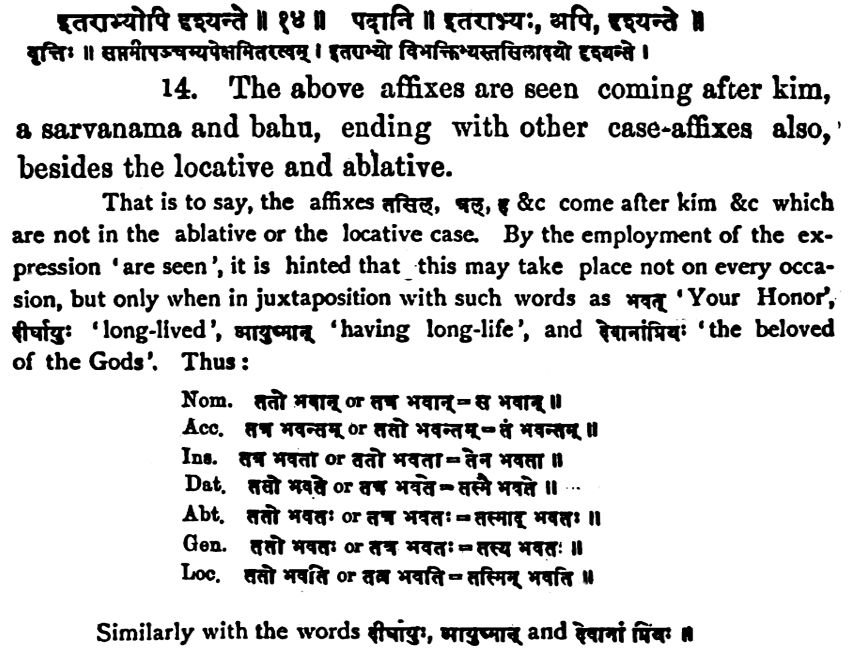 इतराभ्योपि दृश्यन्ते ॥ १४ ॥ पदानि ॥ इतराभ्यः, अपि, दृश्यन्ते ॥
वृत्तिः ॥ सप्तमीपञ्चम्यपेक्षमितरत्वम् । इतराभ्यो विभक्तिभ्यस्तसिलादयो दृश्यन्ते ।
14. The above affixes are seen coming after kim,
a sarvanama and bahu, ending with other case-affixes also,
besides the locative and ablative.
That is to say, the affixes तसिल्, त्रल्, ह &c come after kim &c which
are not in the ablative or the locative case. By the employment of the ex-
pression 'are seen', it is hinted that this may take place not on every occa-
sion, but only when in juxtaposition with such words as भवत् 'Your Honor',
दीर्घायुः 'long-lived', आयुष्मान् 'having long-life', and देवानांप्रियः 'the beloved
of the Gods'. Thus :
Nom. ततो भवान् or तत्र भवान् = स भवान् ॥
Acc. तत्र भवन्तम् or ततो भवन्तम् = तं भवन्तम् ॥
Ins. तत्र भवता or ततो भवता = तेन भवता ॥
Dat. ततो भवते or तत्र भवते = तस्मै भवते ॥
Abt. ततो भवतः or तत्र भवतः = तस्माद् भवतः ॥
Gen. ततो भवतः or तत्र भवतः = तस्य भवतः ॥
Loc. ततो भवति or तत्र भवति = तस्मिन् भवति ॥
Similarly with the words दीर्घायुः, आयुष्मान् and देवानां प्रियः ॥